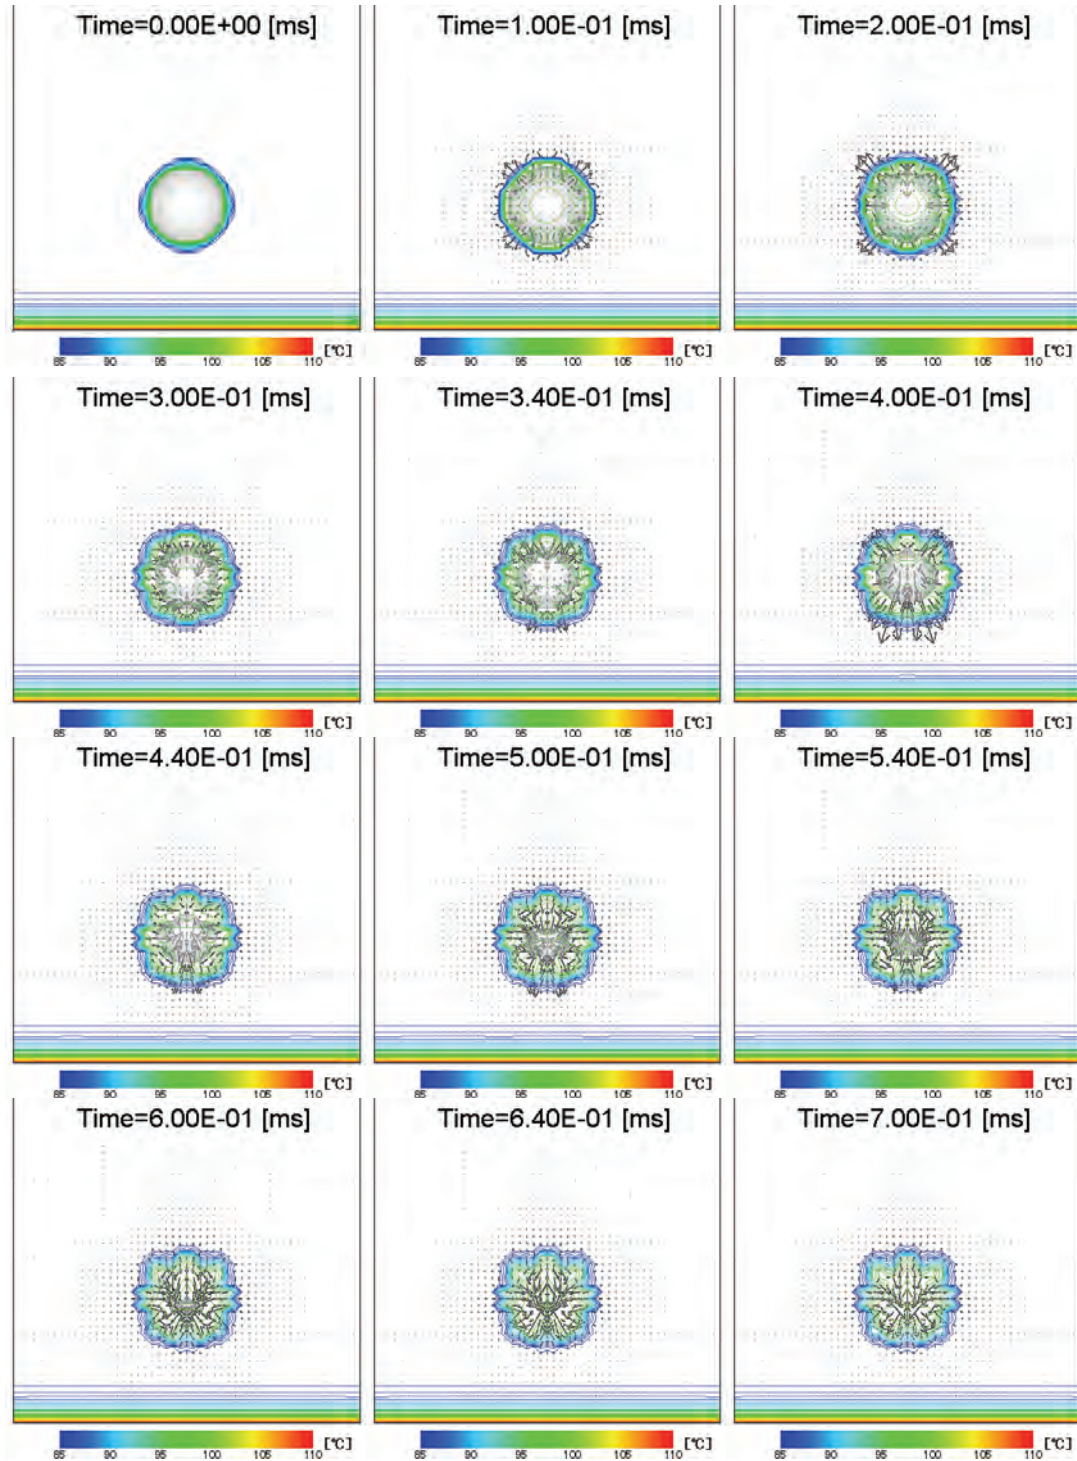 Time=0.00E+00 [ms] Time=1.00E-01 [ms] Time=2.00E-01 [ms]
85 90 95 100 105 110 [°C] 85 90 95 100 105 110 [°C] 85 90 95 100 105 110 [°C]
Time=3.00E-01 [ms] Time=3.40E-01 [ms] Time=4.00E-01 [ms]
85 90 95 100 105 110 [°C] 85 90 95 100 105 110 [°C] 85 90 95 100 105 110 [°C]
Time=4.40E-01 [ms] Time=5.00E-01 [ms] Time=5.40E-01 [ms]
85 90 95 100 105 110 [°C] 85 90 95 100 105 110 [°C] 85 90 95 100 105 110 [°C]
Time=6.00E-01 [ms] Time=6.40E-01 [ms] Time=7.00E-01 [ms]
85 90 95 100 105 110 [°C] 85 90 95 100 105 110 [°C] 85 90 95 100 105 110 [°C]